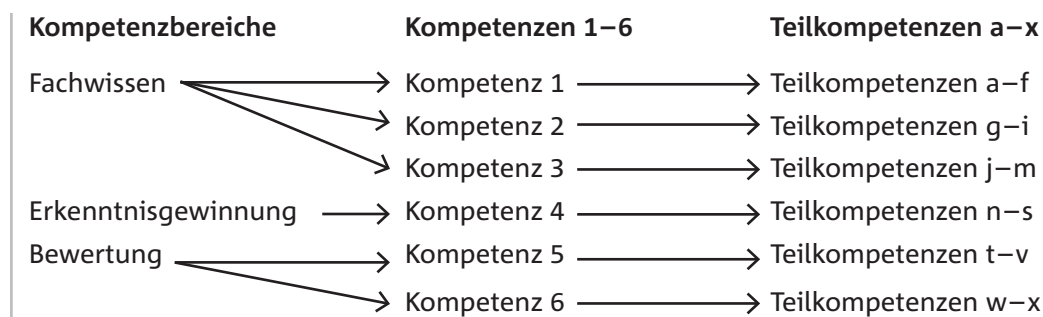 Kompetenzbereiche Kompetenzen 1–6 Teilkompetenzen a–x
Fachwissen Kompetenz 1 Teilkompetenzen a–f
Kompetenz 2 Teilkompetenzen g–i
Kompetenz 3 Teilkompetenzen j–m
Erkenntnisgewinnung Kompetenz 4 Teilkompetenzen n–s
Bewertung Kompetenz 5 Teilkompetenzen t–v
Kompetenz 6 Teilkompetenzen w–x